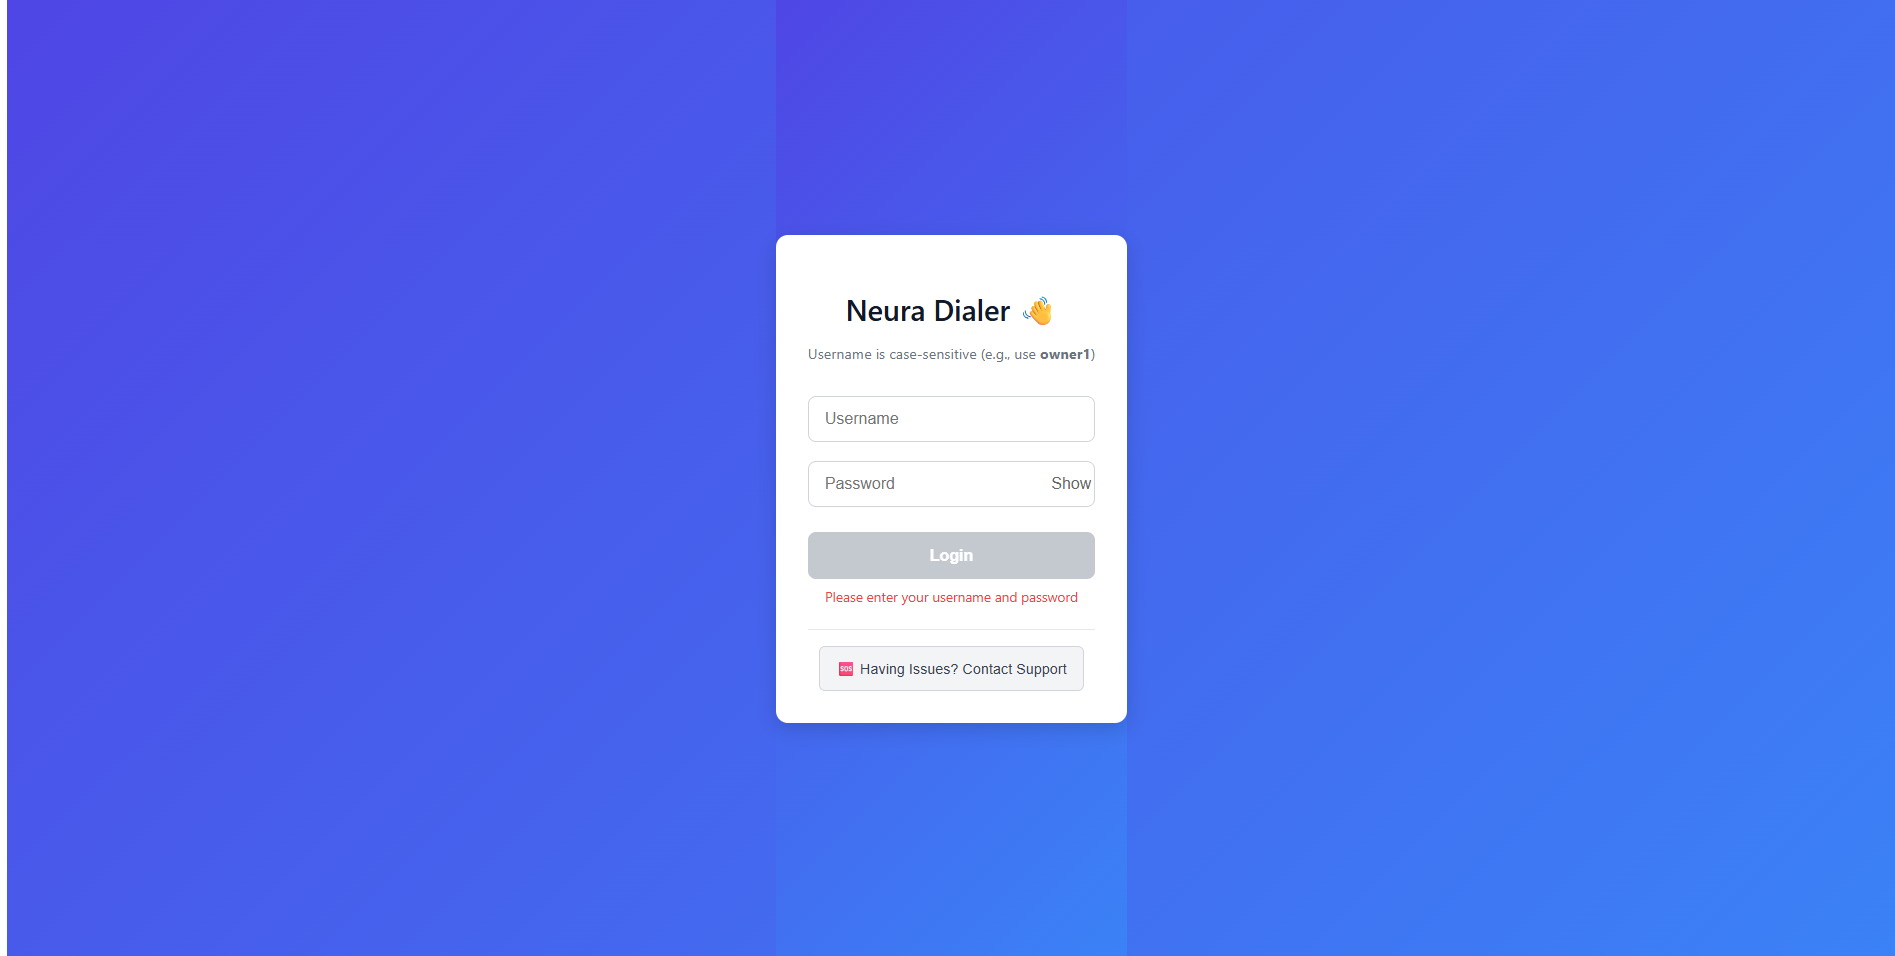 Neura Dialer 👋
Username is case-sensitive (e.g., use owner1)
Username
Password Show
Login
Please enter your username and password
🆘 Having Issues? Contact Support